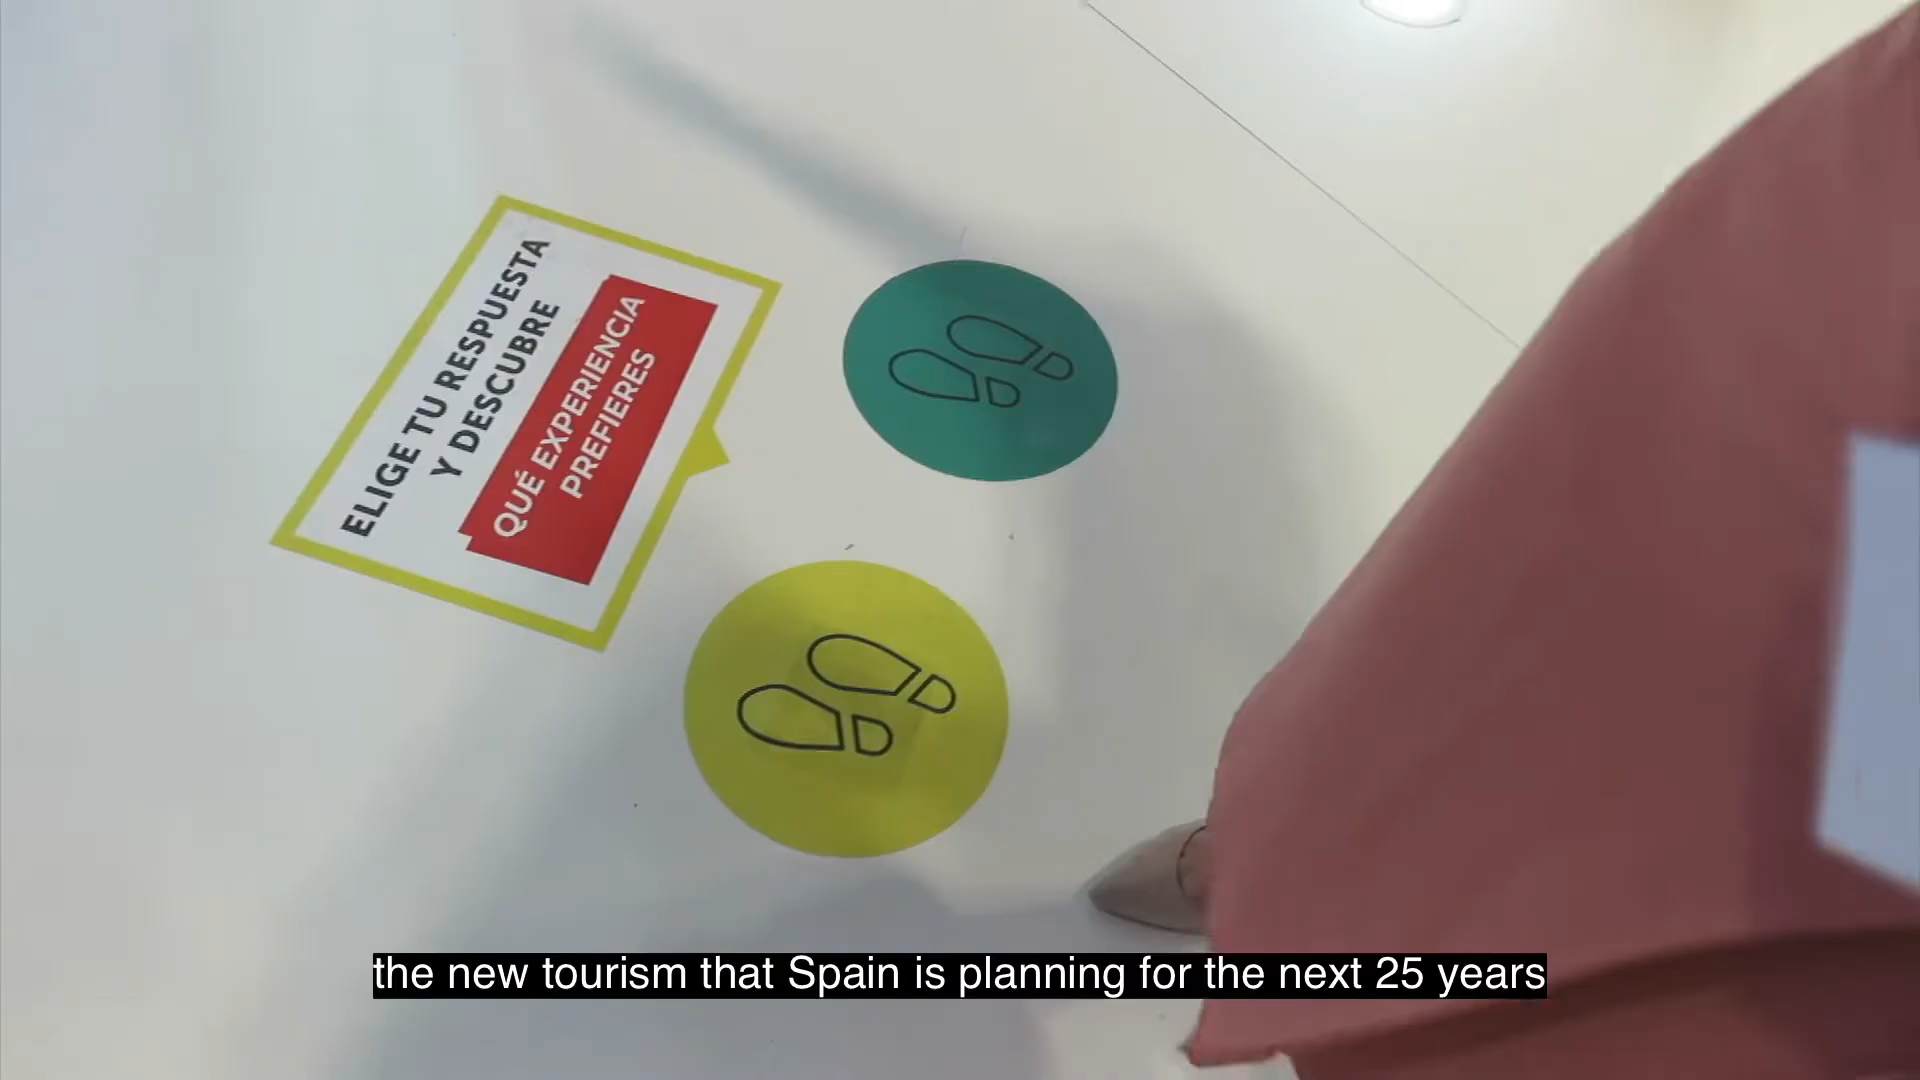 ELIGE TU RESPUESTA
Y DESCUBRE
QUÉ EXPERIENCIA
PREFIERES
the new tourism that Spain is planning for the next 25 years